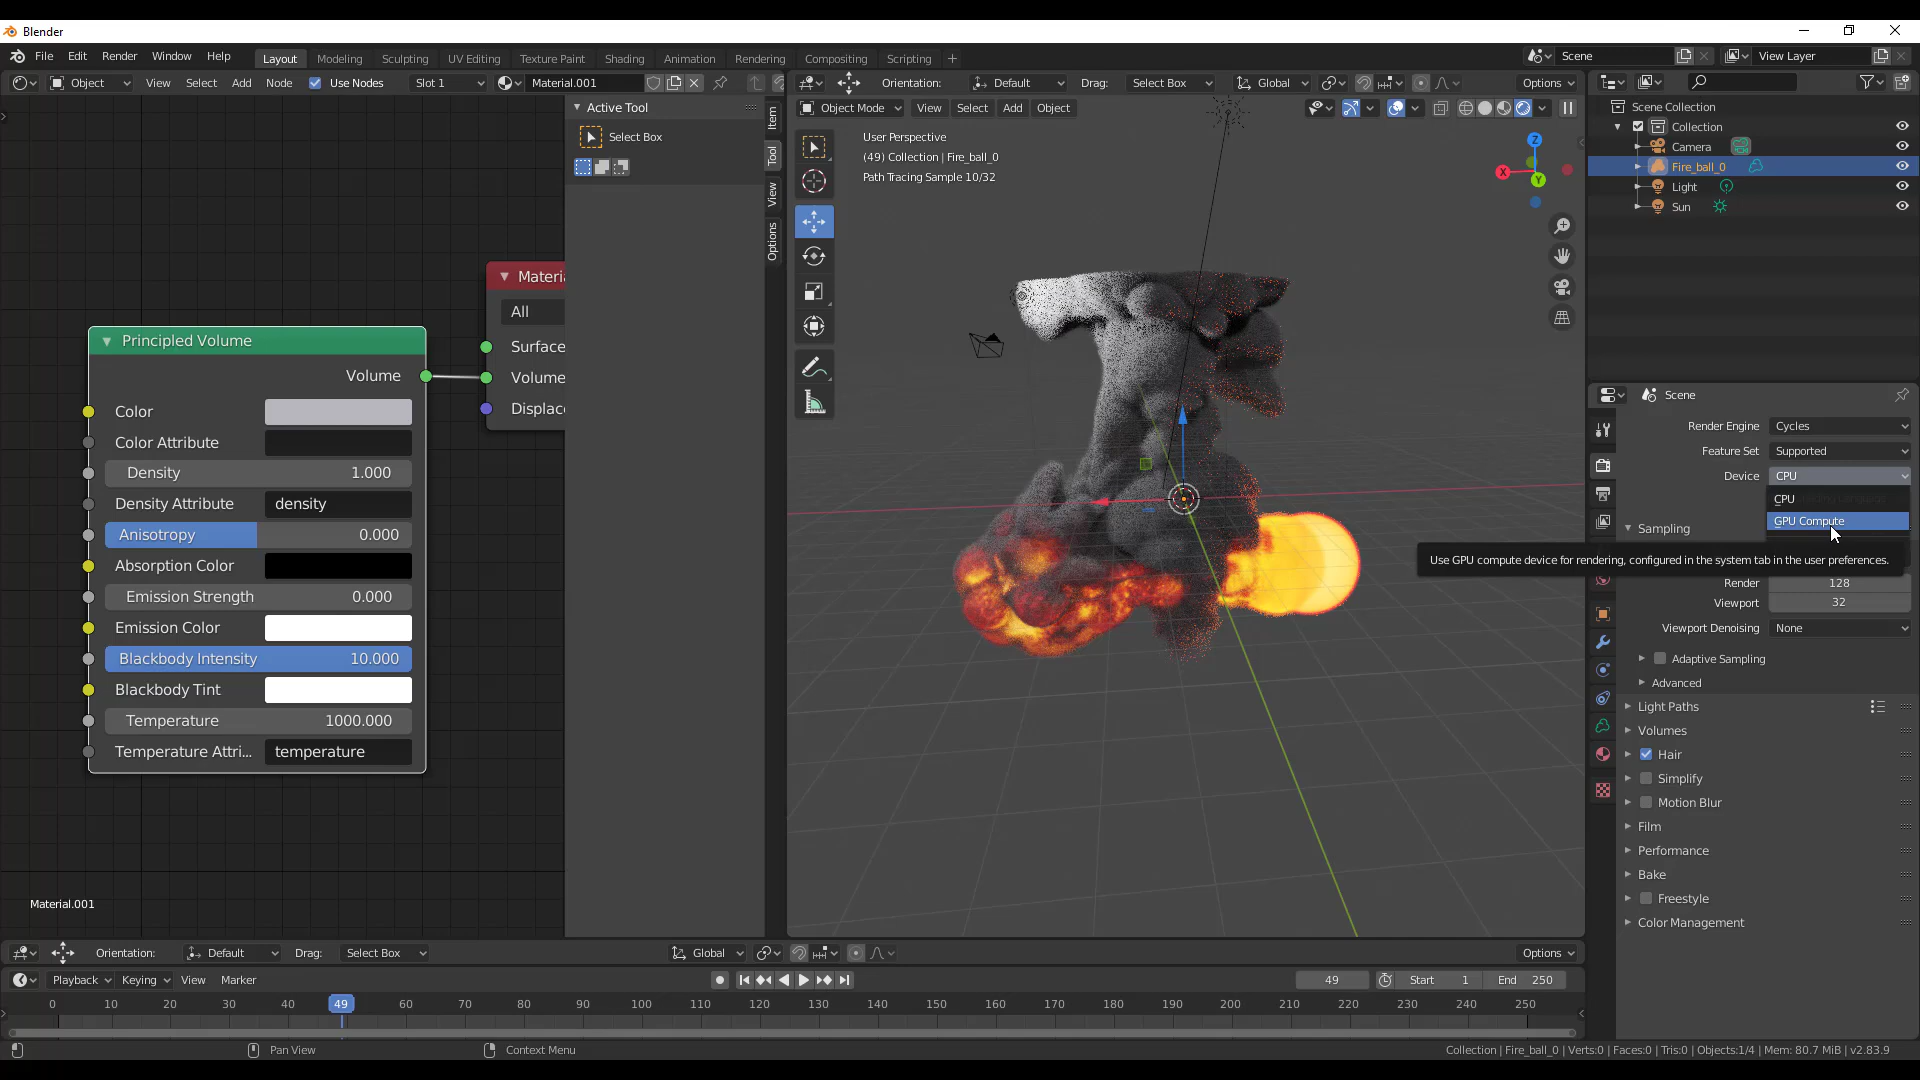 Blender
File Edit Render Window Help Layout Modeling Sculpting UV Editing Texture Paint Shading Animation Rendering Compositing Scripting + Scene View Layer
Object View Select Add Node Use Nodes Slot 1 Material.001
Orientation: Default Drag: Select Box Global Options
Active Tool
Select Box
Item
Tool
View
Options
Object Mode View Select Add Object
User Perspective
(49) Collection | Fire_ball_0
Path Tracing Sample 10/32
Z
X
Y
Scene Collection
Collection
Camera
Fire_ball_0
Light
Sun
Materia
All
Surface
Volume
Displace
Principled Volume
Volume
Color
Color Attribute
Density 1.000
Density Attribute density
Anisotropy 0.000
Absorption Color
Emission Strength 0.000
Emission Color
Blackbody Intensity 10.000
Blackbody Tint
Temperature 1000.000
Temperature Attri... temperature
Material.001
Scene
Render Engine Cycles
Feature Set Supported
Device CPU
CPU
GPU Compute
Sampling
Use GPU compute device for rendering, configured in the system tab in the user preferences.
Render 128
Viewport 32
Viewport Denoising None
Adaptive Sampling
Advanced
Light Paths
Volumes
Hair
Simplify
Motion Blur
Film
Performance
Bake
Freestyle
Color Management
Orientation: Default Drag: Select Box Global Options
Playback Keying View Marker 49 Start 1 End 250
0 10 20 30 40 49 60 70 80 90 100 110 120 130 140 150 160 170 180 190 200 210 220 230 240 250
Pan View Context Menu Collection | Fire_ball_0 | Verts:0 | Faces:0 | Tris:0 | Objects:1/4 | Mem: 80.7 MiB | v2.83.9